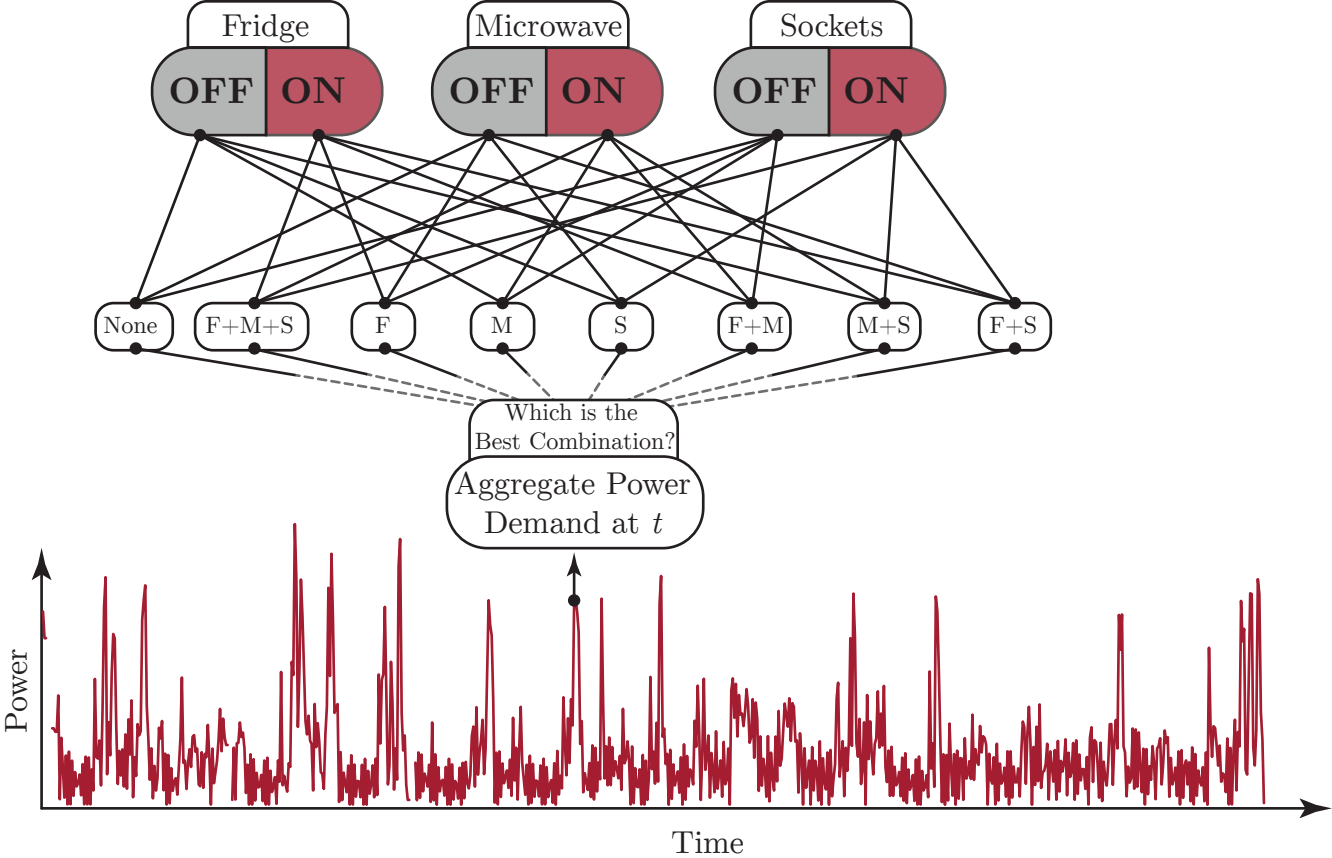 Fridge
Microwave
Sockets
OFF ON
OFF ON
OFF ON
None
F+M+S
F
M
S
F+M
M+S
F+S
Which is the
Best Combination?
Aggregate Power
Demand at t
Power
Time